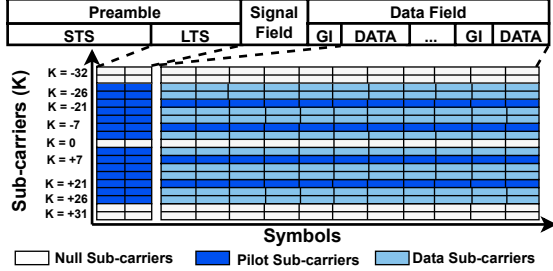 Preamble
Signal Field
Data Field
STS
LTS
GI
DATA
...
GI
DATA
Sub-carriers (K)
K = -32
K = -26
K = -21
K = -7
K = 0
K = +7
K = +21
K = +26
K = +31
Symbols
Null Sub-carriers
Pilot Sub-carriers
Data Sub-carriers